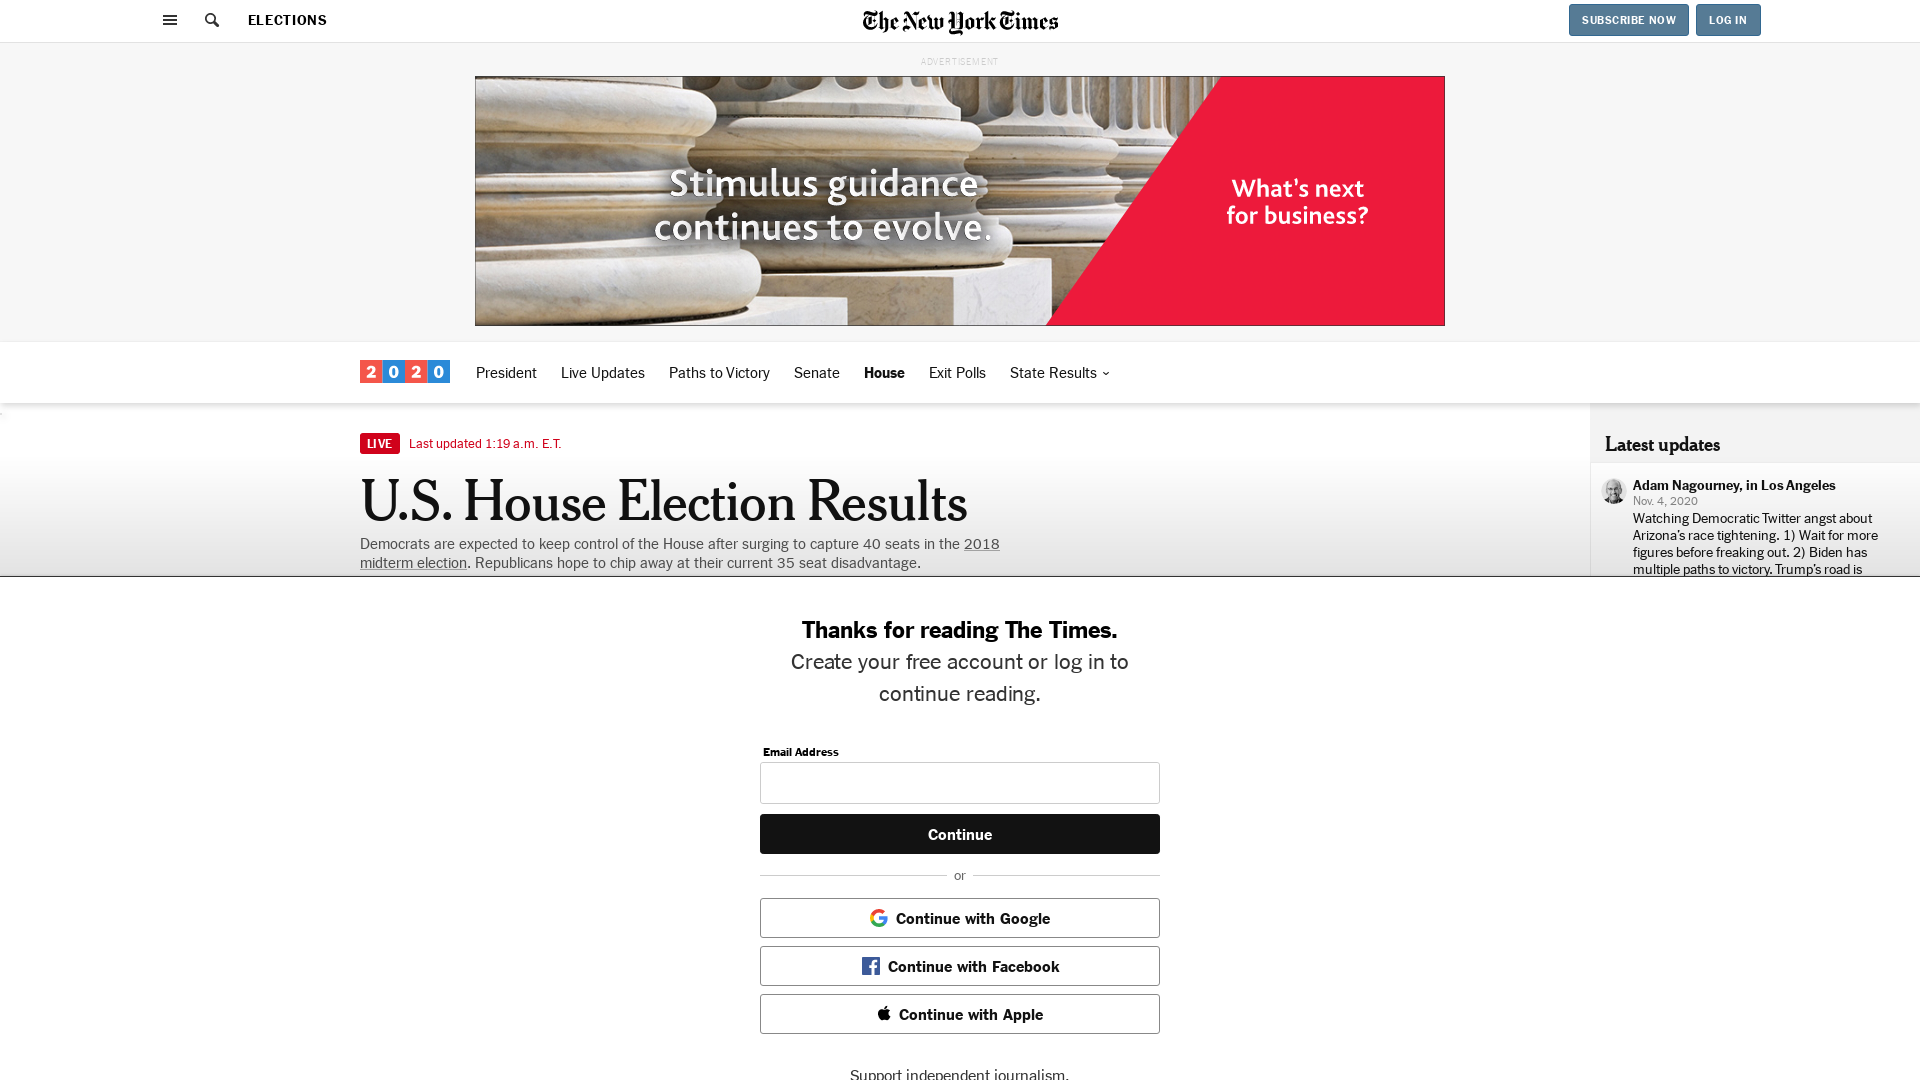 ELECTIONS
The New York Times
SUBSCRIBE NOW
LOG IN
ADVERTISEMENT
Stimulus guidance
continues to evolve.
What's next
for business?
2020
President
Live Updates
Paths to Victory
Senate
House
Exit Polls
State Results
LIVE
Last updated 1:19 a.m. E.T.
U.S. House Election Results
Democrats are expected to keep control of the House after surging to capture 40 seats in the 2018
midterm election. Republicans hope to chip away at their current 35 seat disadvantage.
Latest updates
Adam Nagourney, in Los Angeles
Nov. 4, 2020
Watching Democratic Twitter angst about
Arizona's race tightening. 1) Wait for more
figures before freaking out. 2) Biden has
multiple paths to victory. Trump's road is
Thanks for reading The Times.
Create your free account or log in to
continue reading.
Email Address
Continue
or
Continue with Google
Continue with Facebook
Continue with Apple
Support independent journalism.